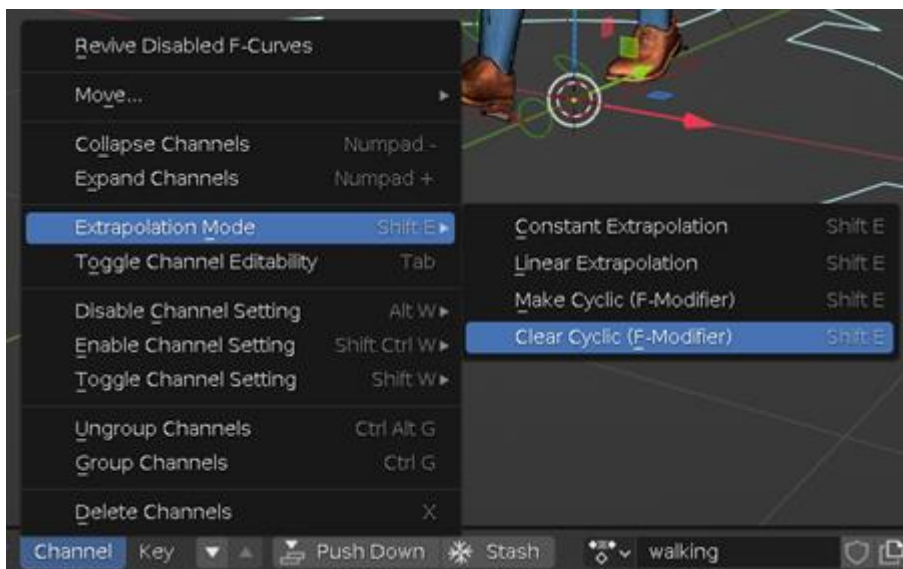 Revive Disabled F-Curves
Move...
Collapse Channels Numpad -
Expand Channels Numpad +
Extrapolation Mode Shift E
Toggle Channel Editability Tab
Disable Channel Setting Alt W
Enable Channel Setting Shift Ctrl W
Toggle Channel Setting Shift W
Ungroup Channels Ctrl Alt G
Group Channels Ctrl G
Delete Channels X
Constant Extrapolation Shift E
Linear Extrapolation Shift E
Make Cyclic (F-Modifier) Shift E
Clear Cyclic (F-Modifier) Shift E
Channel Key Push Down Stash walking